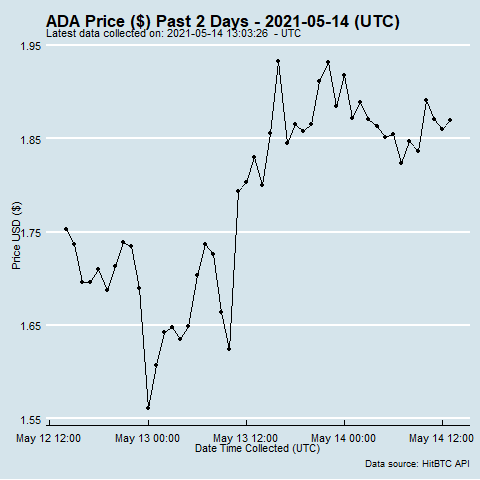 ADA Price ($) Past 2 Days - 2021-05-14 (UTC)
Latest data collected on: 2021-05-14 13:03:26  - UTC
1.95
1.85
1.75
1.65
1.55
Price USD ($)
May 12 12:00 May 13 00:00 May 13 12:00 May 14 00:00 May 14 12:00
Date Time Collected (UTC)
Data source: HitBTC API